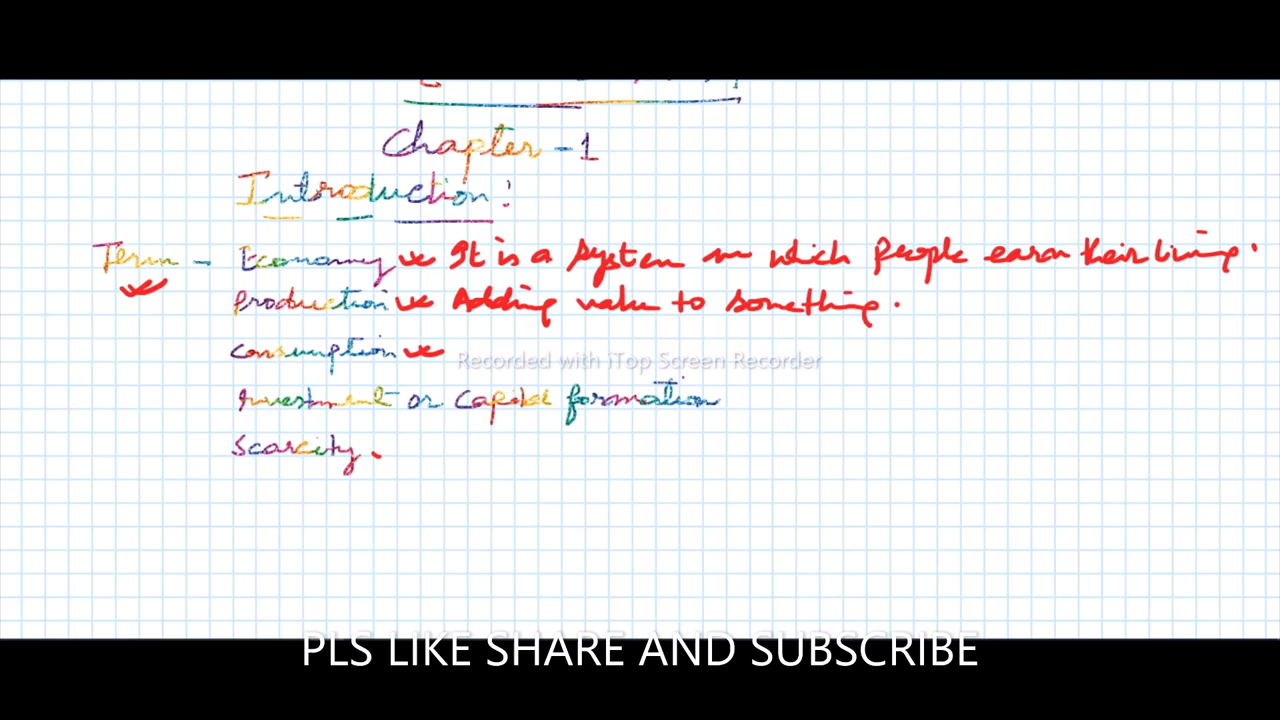 Chapter - 1
Introduction :
Term - Economy It is a system in which people earn their living.
Production Adding value to something.
Consumption
Recorded with iTop Screen Recorder
Investment or Capital formation
Scarcity
PLS LIKE SHARE AND SUBSCRIBE